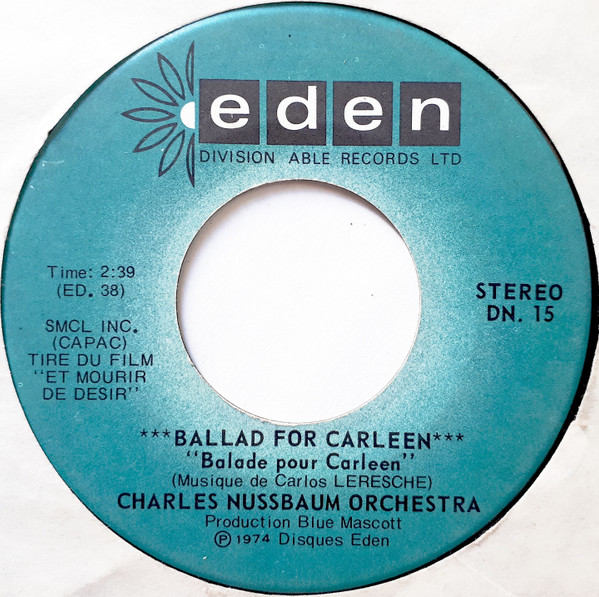 eden
DIVISION ABLE RECORDS LTD
Time: 2:39
(ED. 38)
STEREO
DN. 15
SMCL INC.
(CAPAC)
TIRE DU FILM
"ET MOURIR
DE DESIR"
***BALLAD FOR CARLEEN***
"Balade pour Carleen"
(Musique de Carlos LERESCHE)
CHARLES NUSSBAUM ORCHESTRA
Production Blue Mascott
Ⓟ 1974 Disques Eden